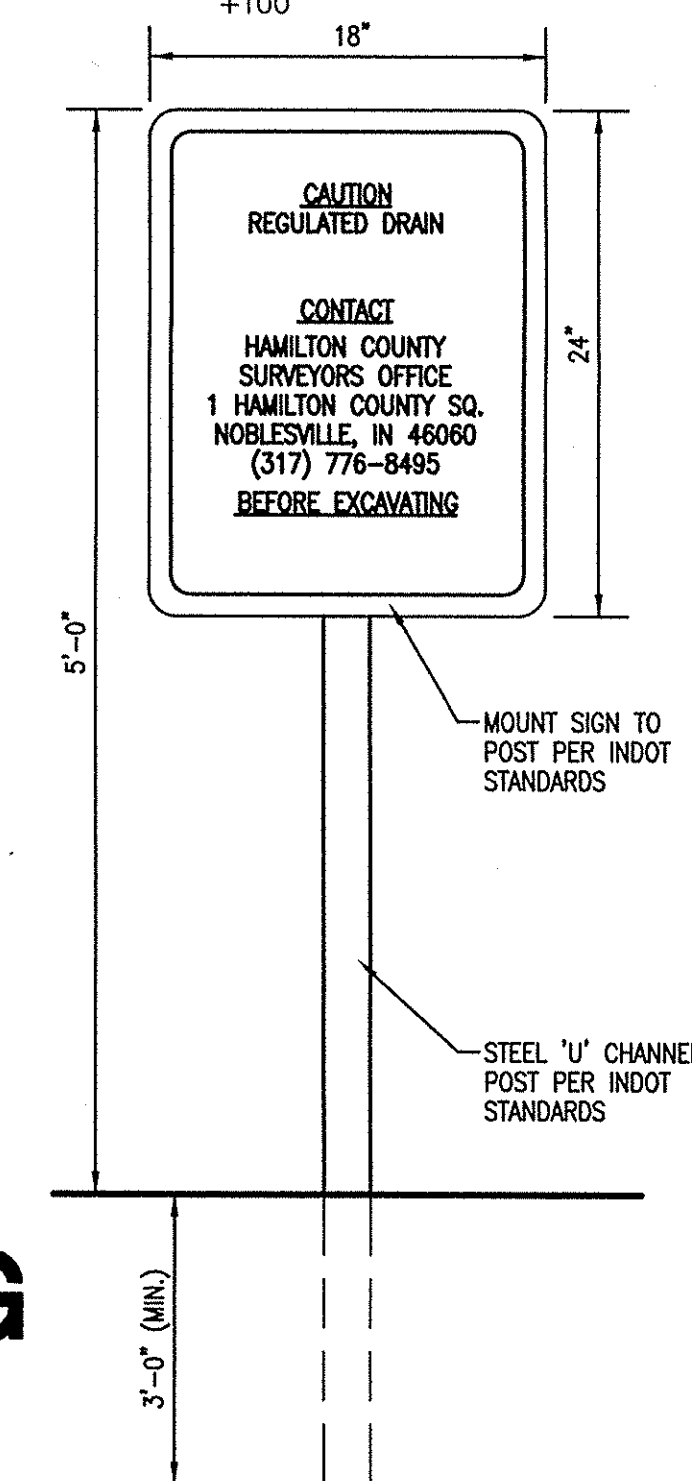 +100
18"
CAUTION
REGULATED DRAIN
CONTACT
HAMILTON COUNTY
SURVEYORS OFFICE
1 HAMILTON COUNTY SQ.
NOBLESVILLE, IN 46060
(317) 776-8495
BEFORE EXCAVATING
24"
5'-0"
MOUNT SIGN TO
POST PER INDOT
STANDARDS
STEEL 'U' CHANNEL
POST PER INDOT
STANDARDS
G
3'-0" (MIN.)